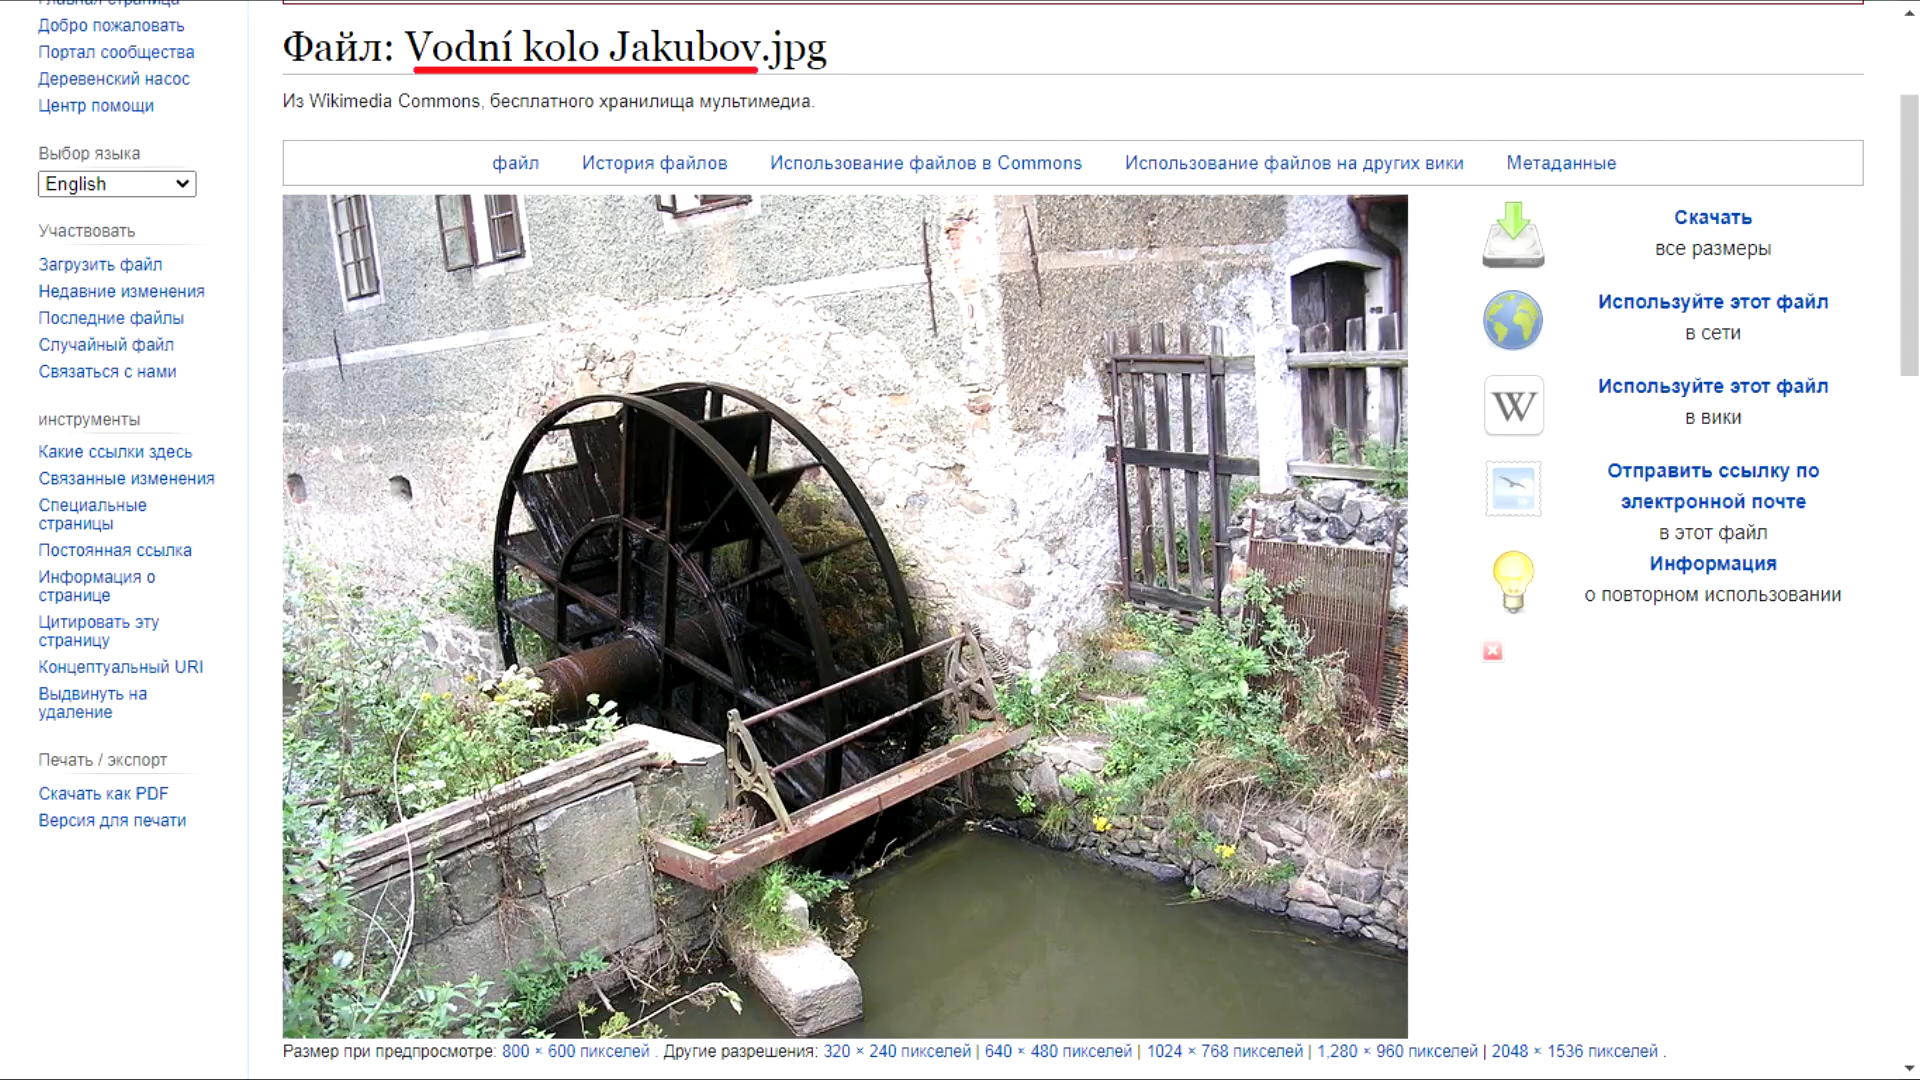 Главная страница
Добро пожаловать
Портал сообщества
Деревенский насос
Центр помощи
Выбор языка
English
Участвовать
Загрузить файл
Недавние изменения
Последние файлы
Случайный файл
Связаться с нами
инструменты
Какие ссылки здесь
Связанные изменения
Специальные
страницы
Постоянная ссылка
Информация о
странице
Цитировать эту
страницу
Концептуальный URI
Выдвинуть на
удаление
Печать / экспорт
Скачать как PDF
Версия для печати
Файл: Vodní kolo Jakubov.jpg
Из Wikimedia Commons, бесплатного хранилища мультимедиа.
файл История файлов Использование файлов в Commons Использование файлов на других вики Метаданные
Скачать
все размеры
Используйте этот файл
в сети
W
Используйте этот файл
в вики
Отправить ссылку по
электронной почте
в этот файл
Информация
о повторном использовании
Размер при предпросмотре: 800 × 600 пикселей . Другие разрешения: 320 × 240 пикселей | 640 × 480 пикселей | 1024 × 768 пикселей | 1,280 × 960 пикселей | 2048 × 1536 пикселей .